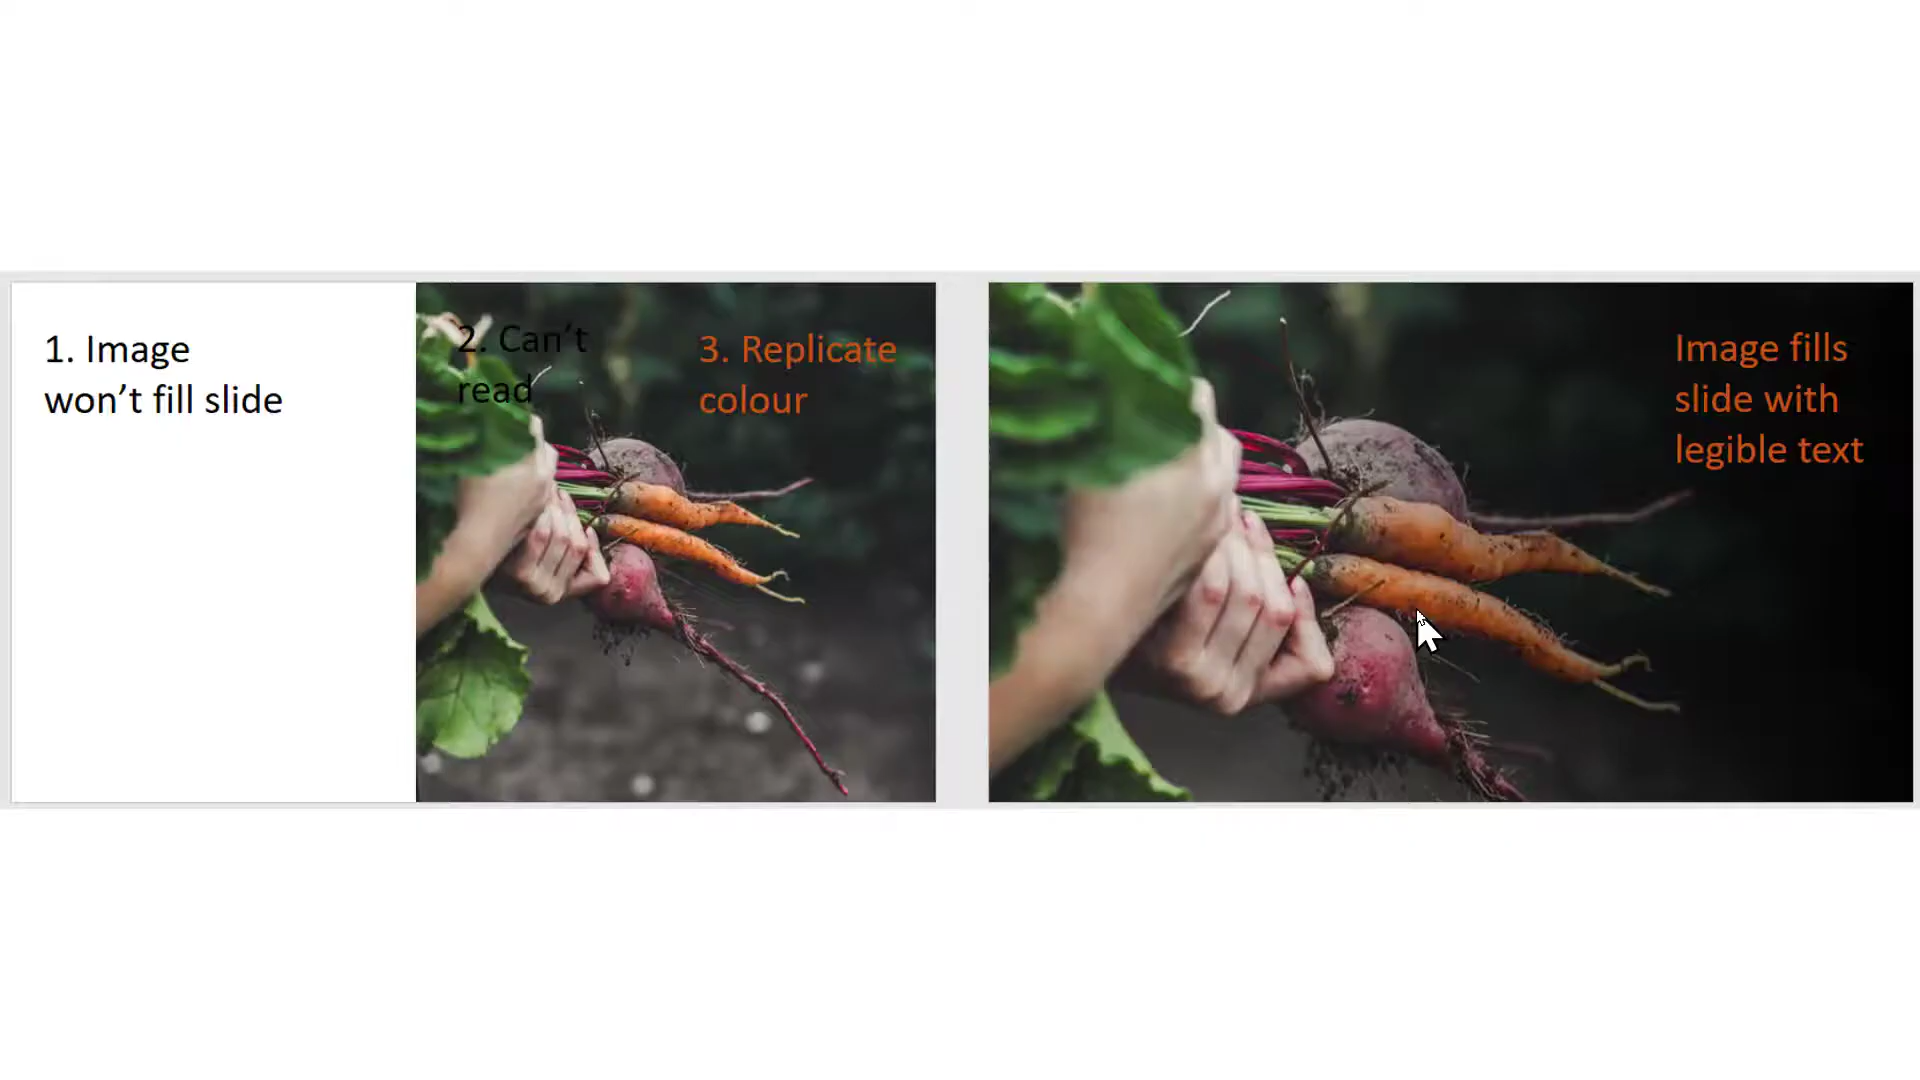 1. Image
won’t fill slide
2. Can’t
read
3. Replicate
colour
Image fills
slide with
legible text